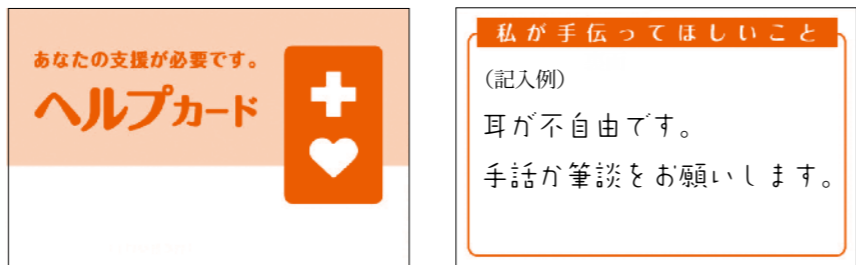 あなたの支援が必要です。
ヘルプカード
私が手伝ってほしいこと
（記入例）
耳が不自由です。
手話か筆談をお願いします。